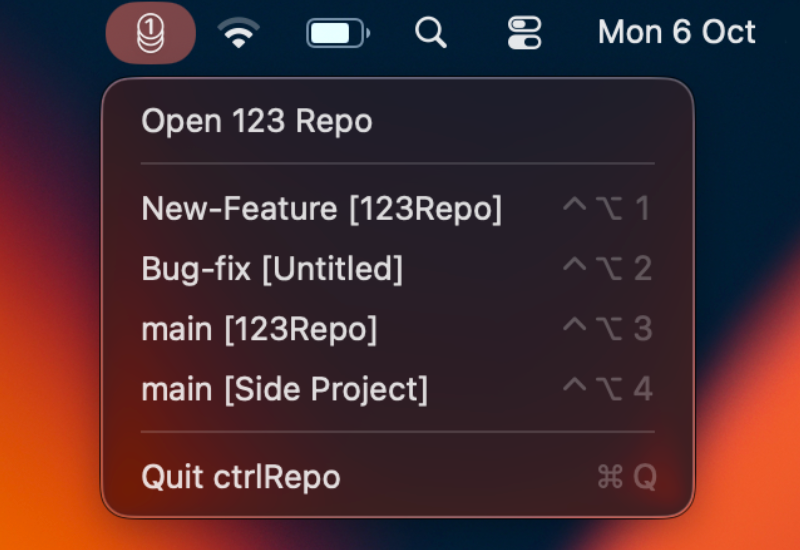 1
Mon 6 Oct
Open 123 Repo
New-Feature [123Repo] ^⌥ 1
Bug-fix [Untitled] ^⌥ 2
main [123Repo] ^⌥ 3
main [Side Project] ^⌥ 4
Quit ctrlRepo ⌘ Q